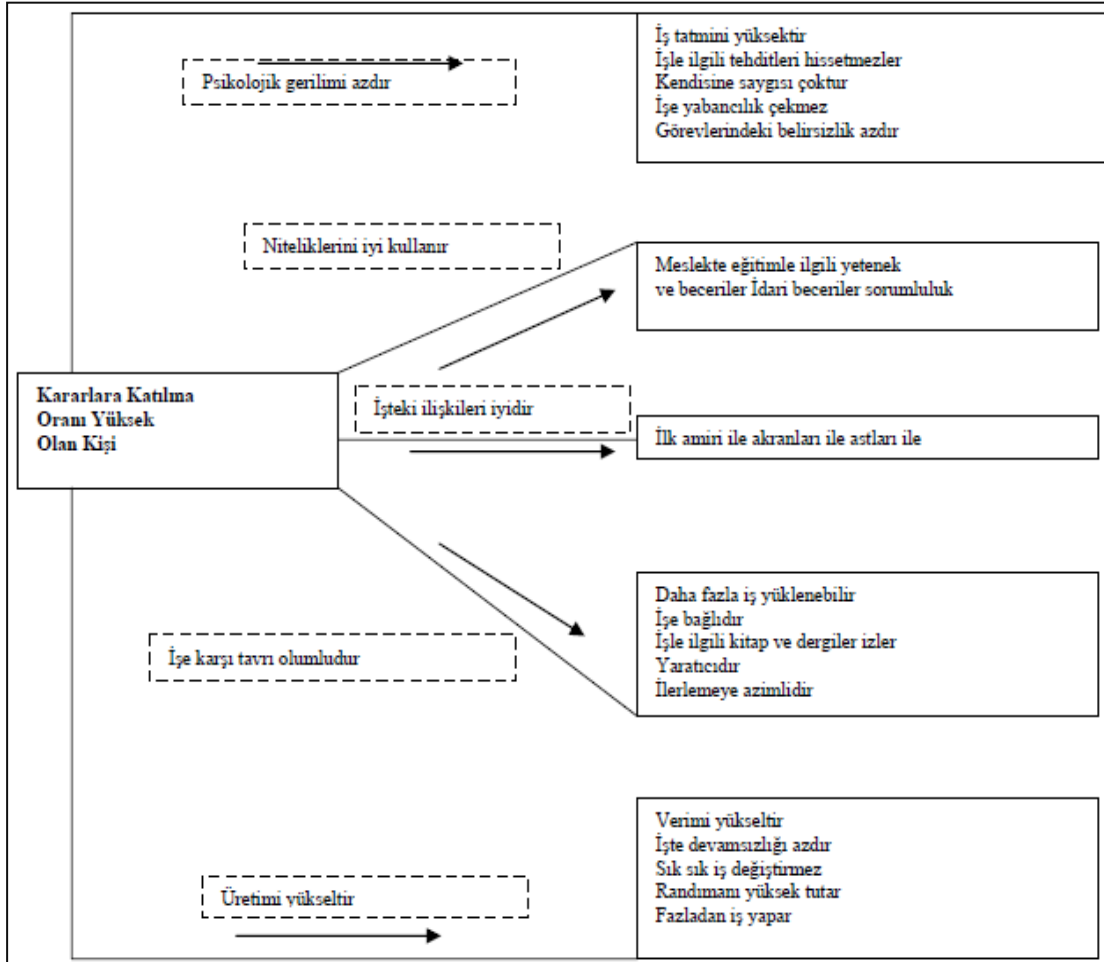 İş tatmini yüksektir
İşle ilgili tehditleri hissetmezler
Kendisine saygısı çoktur
İşe yabancılık çekmez
Görevlerindeki belirsizlik azdır
Psikolojik gerilimi azdır
Niteliklerini iyi kullanır
Meslekte eğitimle ilgili yetenek
ve beceriler İdari beceriler sorumluluk
Kararlara Katılma
Oranı Yüksek
Olan Kişi
İşteki ilişkileri iyidir
İlk amiri ile akranları ile astları ile
Daha fazla iş yüklenebilir
İşe bağlıdır
İşle ilgili kitap ve dergiler izler
Yaratıcıdır
İlerlemeye azimlidir
İşe karşı tavrı olumludur
Verimi yükseltir
İşte devamsızlığı azdır
Sık sık iş değiştirmez
Randımanı yüksek tutar
Fazladan iş yapar
Üretimi yükseltir